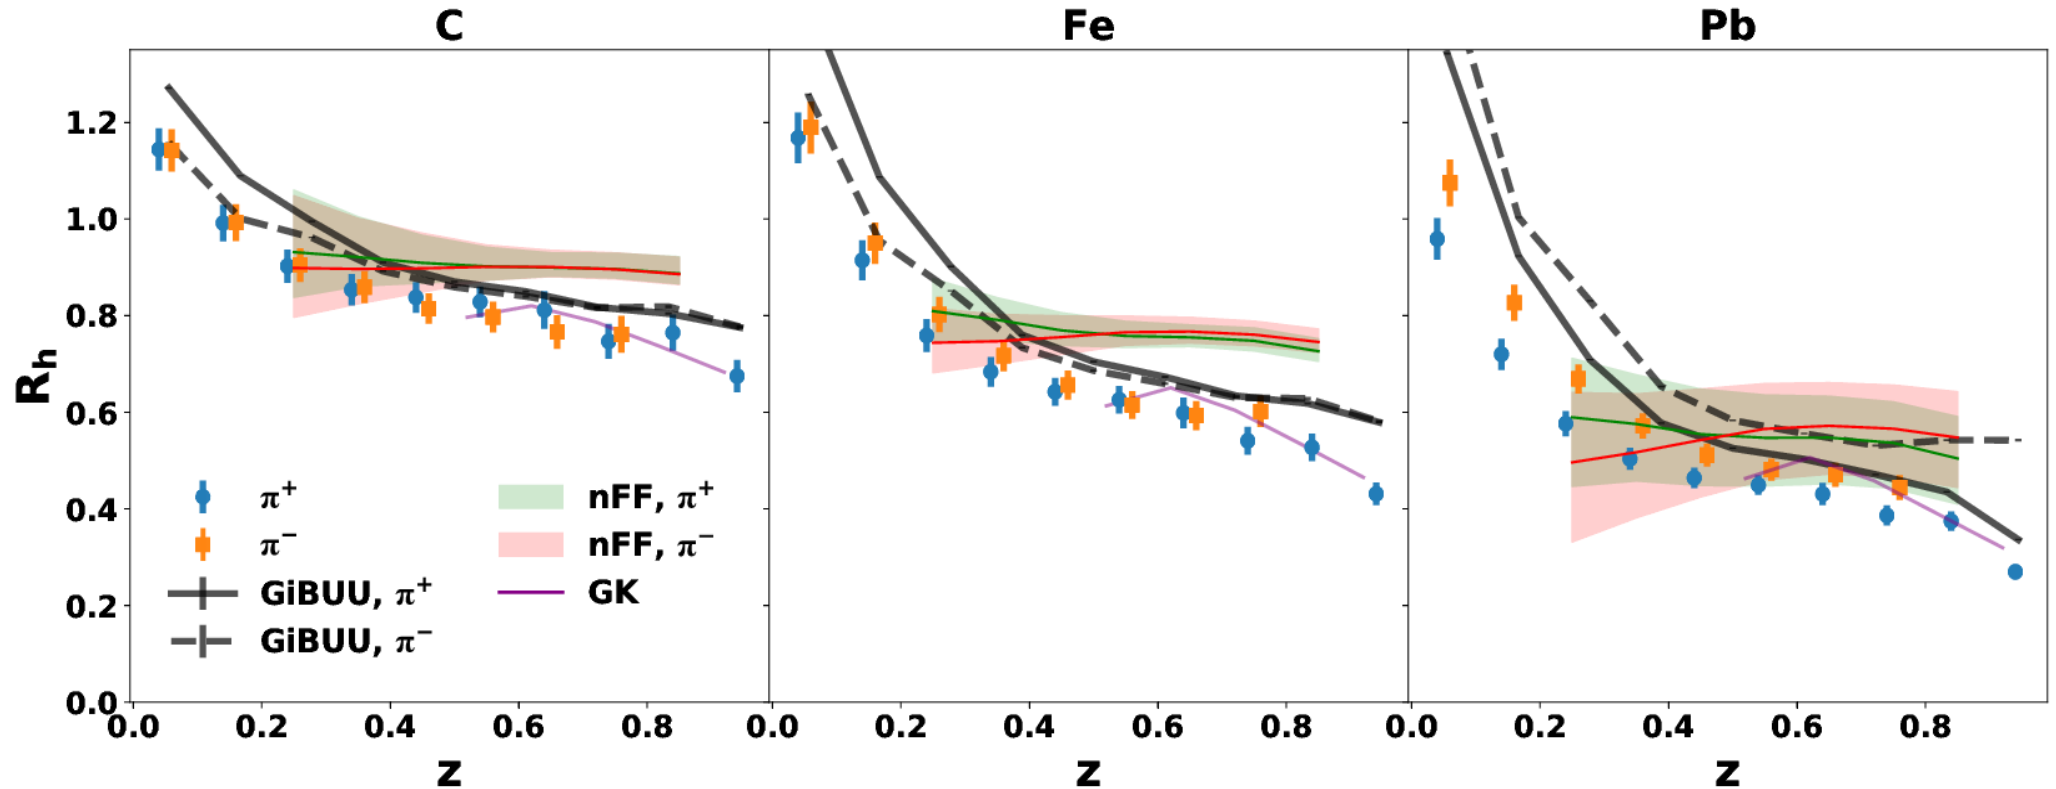 C Fe Pb
R_h
1.2
1.0
0.8
0.6
0.4
0.2
0.0
π⁺ nFF, π⁺
π⁻ nFF, π⁻
GiBUU, π⁺ GK
GiBUU, π⁻
0.0 0.2 0.4 0.6 0.8 0.0 0.2 0.4 0.6 0.8 0.0 0.2 0.4 0.6 0.8
z z z